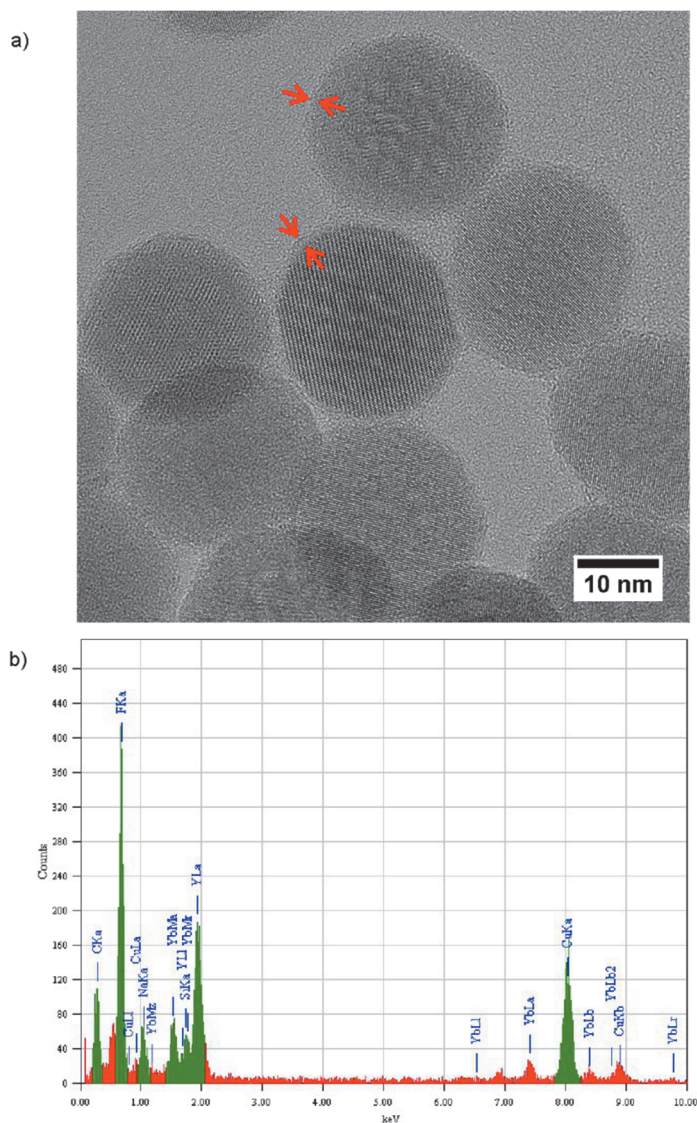 a)
10 nm
b)
480
440
400
360
320
280
240
200
160
120
80
40
0
Counts
CKa
FKa
CuLl
CuLa
NaKa
YbMz
YbMa
YLl
SiKa
YbMr
YLa
YbLl
YbLa
CuKa
YbLb
YbLb2
CuKb
YbLr
0.00 1.00 2.00 3.00 4.00 5.00 6.00 7.00 8.00 9.00 10.00
keV